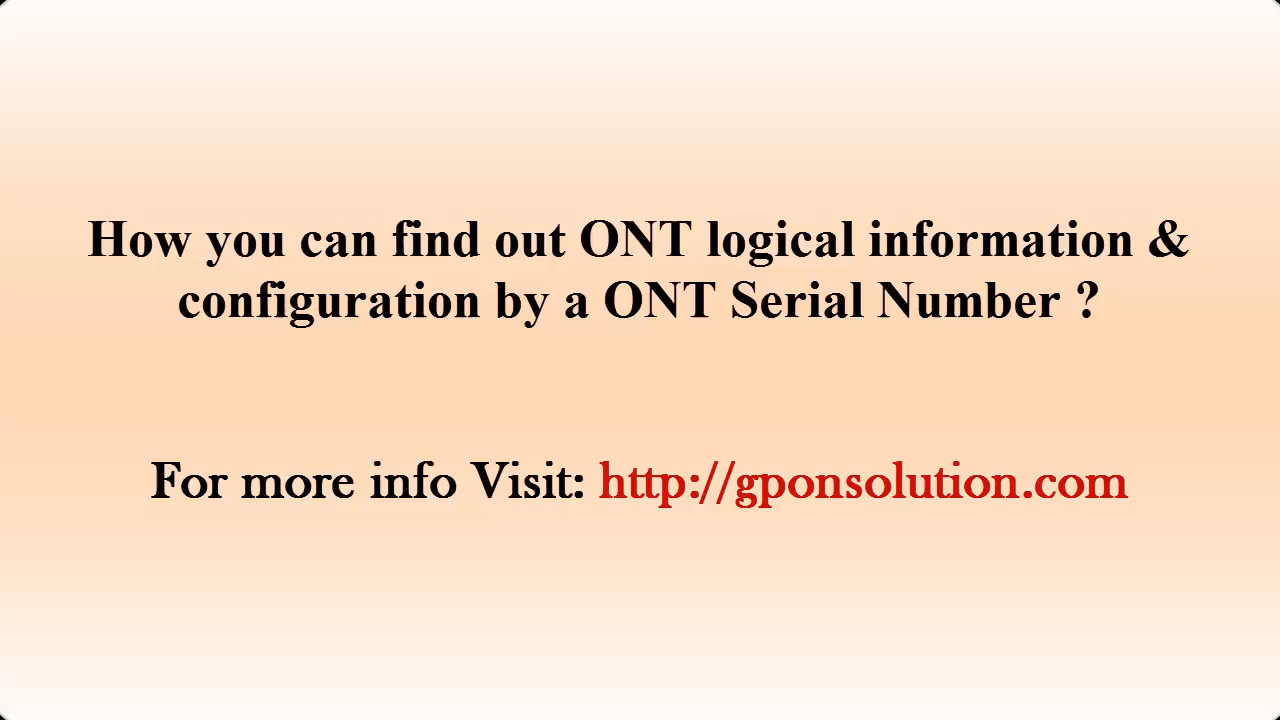 How you can find out ONT logical information &
configuration by a ONT Serial Number ?
For more info Visit: http://gponsolution.com